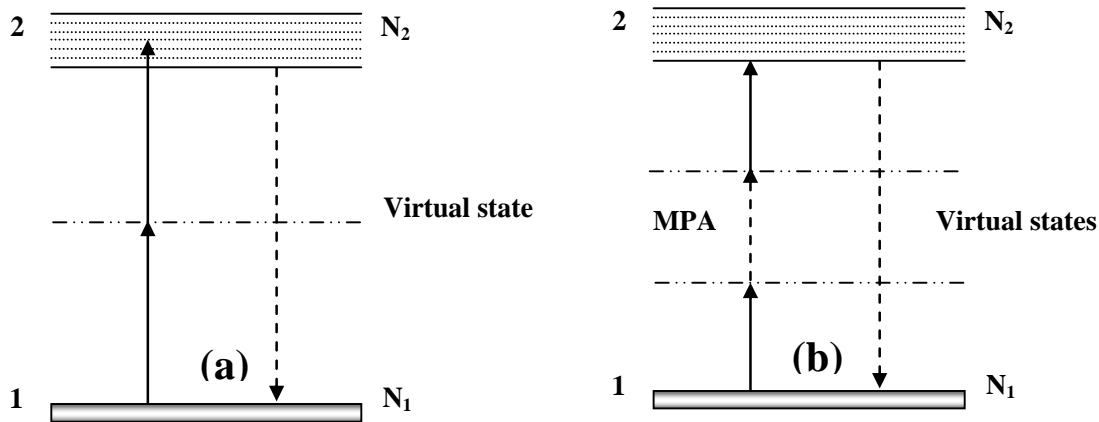 2
N₂
Virtual state
(a)
1
N₁
2
N₂
MPA
Virtual states
(b)
1
N₁